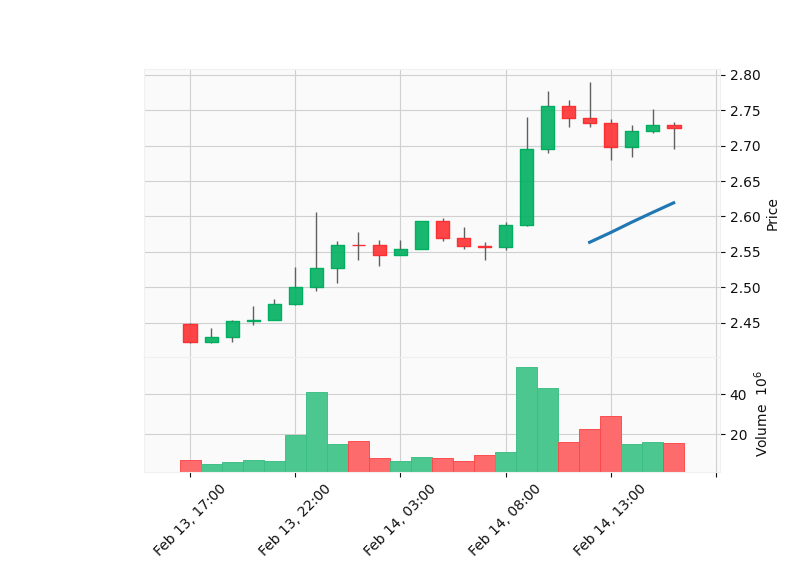 2.80
2.75
2.70
2.65
2.60
2.55
2.50
2.45
Price
40
20
Volume 10⁶
Feb 13, 17:00
Feb 13, 22:00
Feb 14, 03:00
Feb 14, 08:00
Feb 14, 13:00